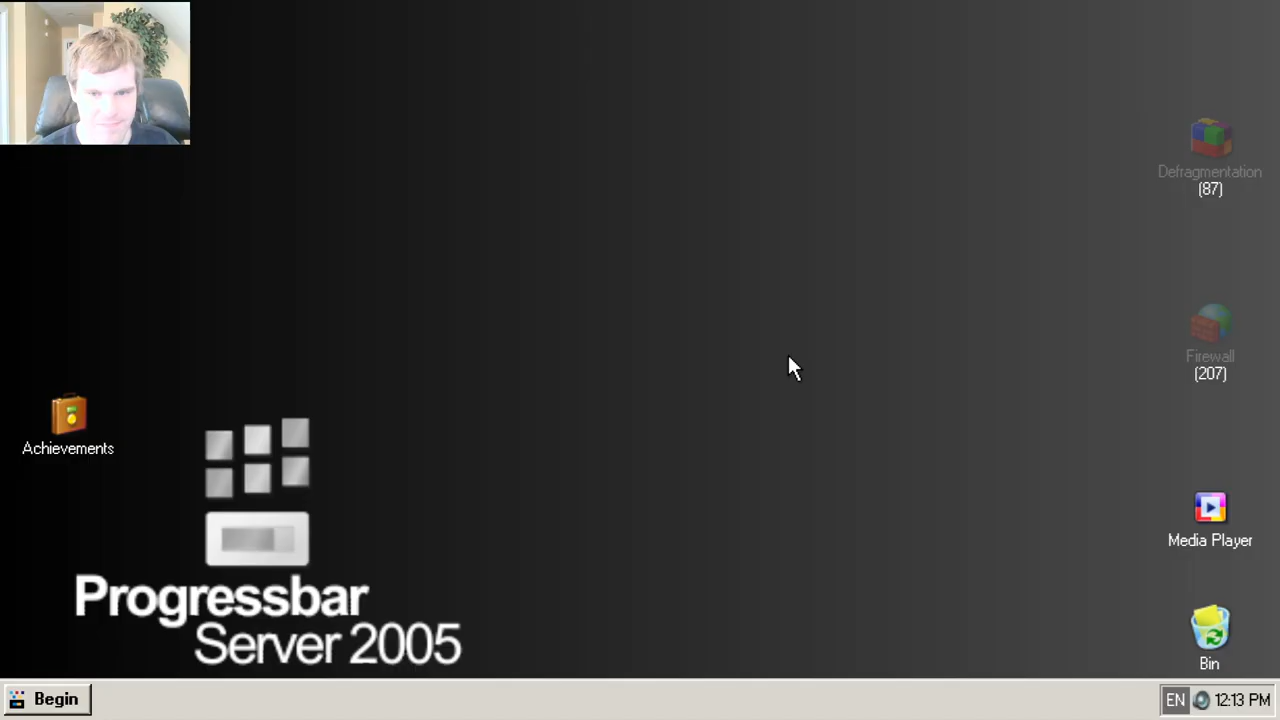 Defragmentation
(87)
Firewall
(207)
Achievements
Media Player
Progressbar
Server 2005
Bin
Begin
EN 12:13 PM